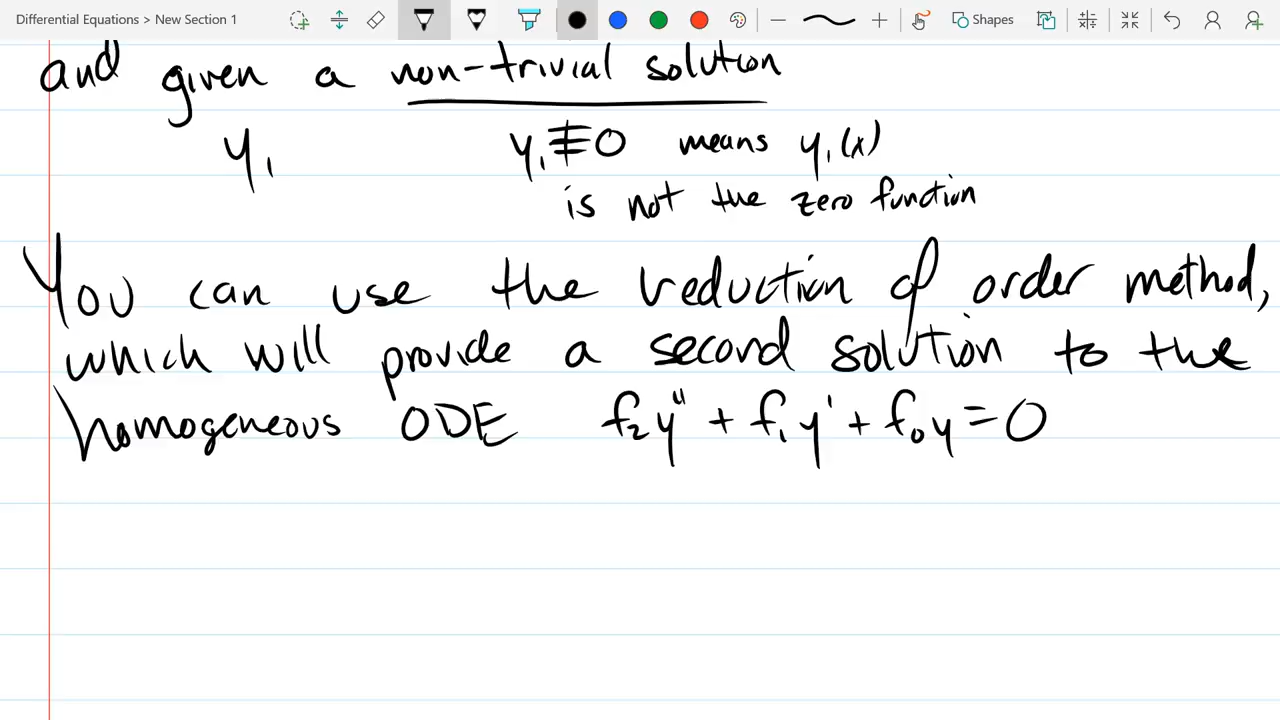 Differential Equations > New Section 1
Shapes
and given a non-trivial solution
y₁ y₁≢0 means y₁(x)
is not the zero function
You can use the reduction of order method,
which will provide a second solution to the
homogeneous ODE f₂y" + f₁y' + f₀y = 0